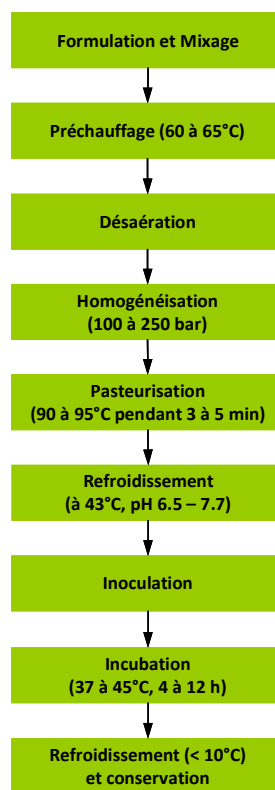 Formulation et Mixage
Préchauffage (60 à 65°C)
Désaération
Homogénéisation
(100 à 250 bar)
Pasteurisation
(90 à 95°C pendant 3 à 5 min)
Refroidissement
(à 43°C, pH 6.5 – 7.7)
Inoculation
Incubation
(37 à 45°C, 4 à 12 h)
Refroidissement (< 10°C)
et conservation